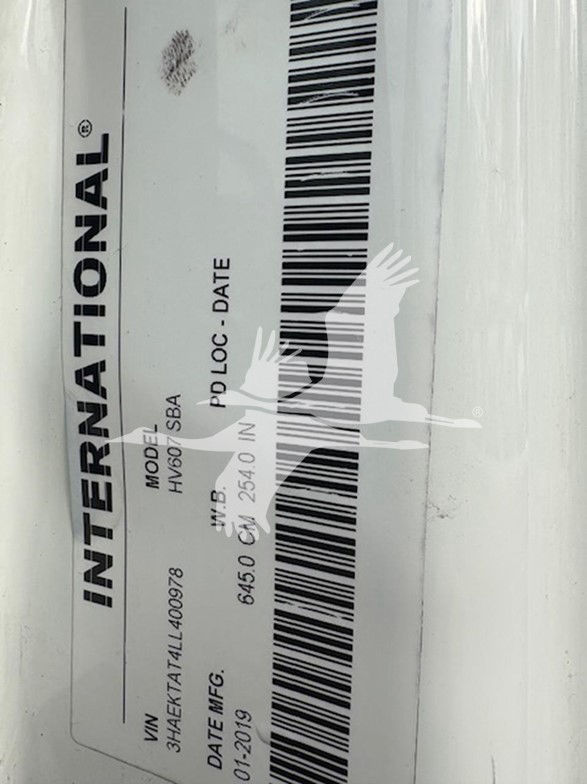 INTERNATIONAL®
VIN MODEL
3HAEKTAT4LL400978 HV607 SBA
DATE MFG. W.B. PD LOC - DATE
01-2019 645.0 CM 254.0 IN
®